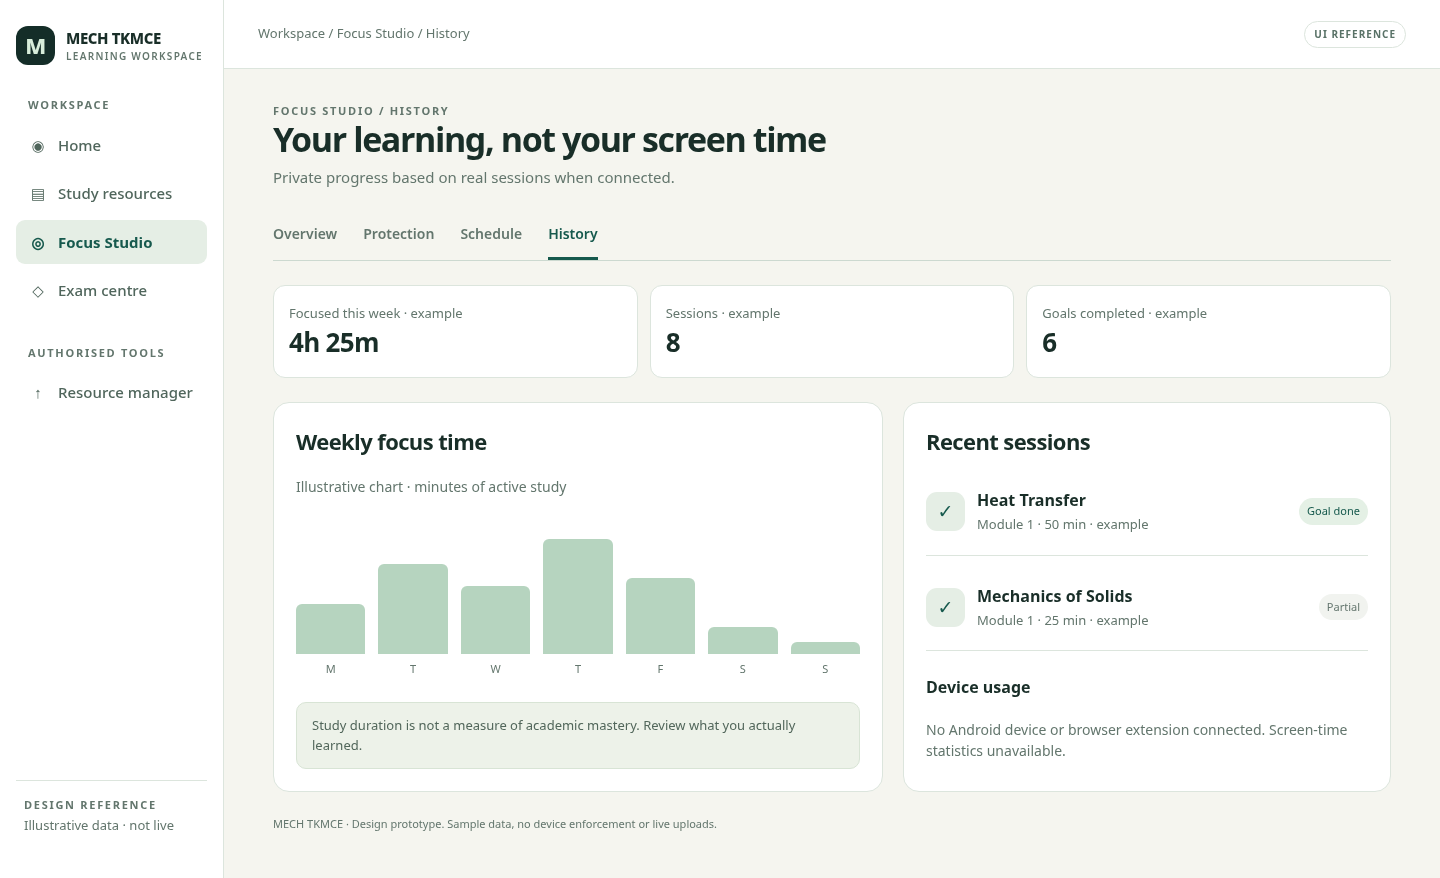 M
MECH TKMCE
LEARNING WORKSPACE
WORKSPACE
Home
Study resources
Focus Studio
Exam centre
AUTHORISED TOOLS
Resource manager
DESIGN REFERENCE
Illustrative data · not live
Workspace / Focus Studio / History
UI REFERENCE
FOCUS STUDIO / HISTORY
Your learning, not your screen time
Private progress based on real sessions when connected.
Overview Protection Schedule History
Focused this week · example
4h 25m
Sessions · example
8
Goals completed · example
6
Weekly focus time
Illustrative chart · minutes of active study
M T W T F S S
Study duration is not a measure of academic mastery. Review what you actually
learned.
Recent sessions
Heat Transfer
Module 1 · 50 min · example
Goal done
Mechanics of Solids
Module 1 · 25 min · example
Partial
Device usage
No Android device or browser extension connected. Screen-time
statistics unavailable.
MECH TKMCE · Design prototype. Sample data, no device enforcement or live uploads.